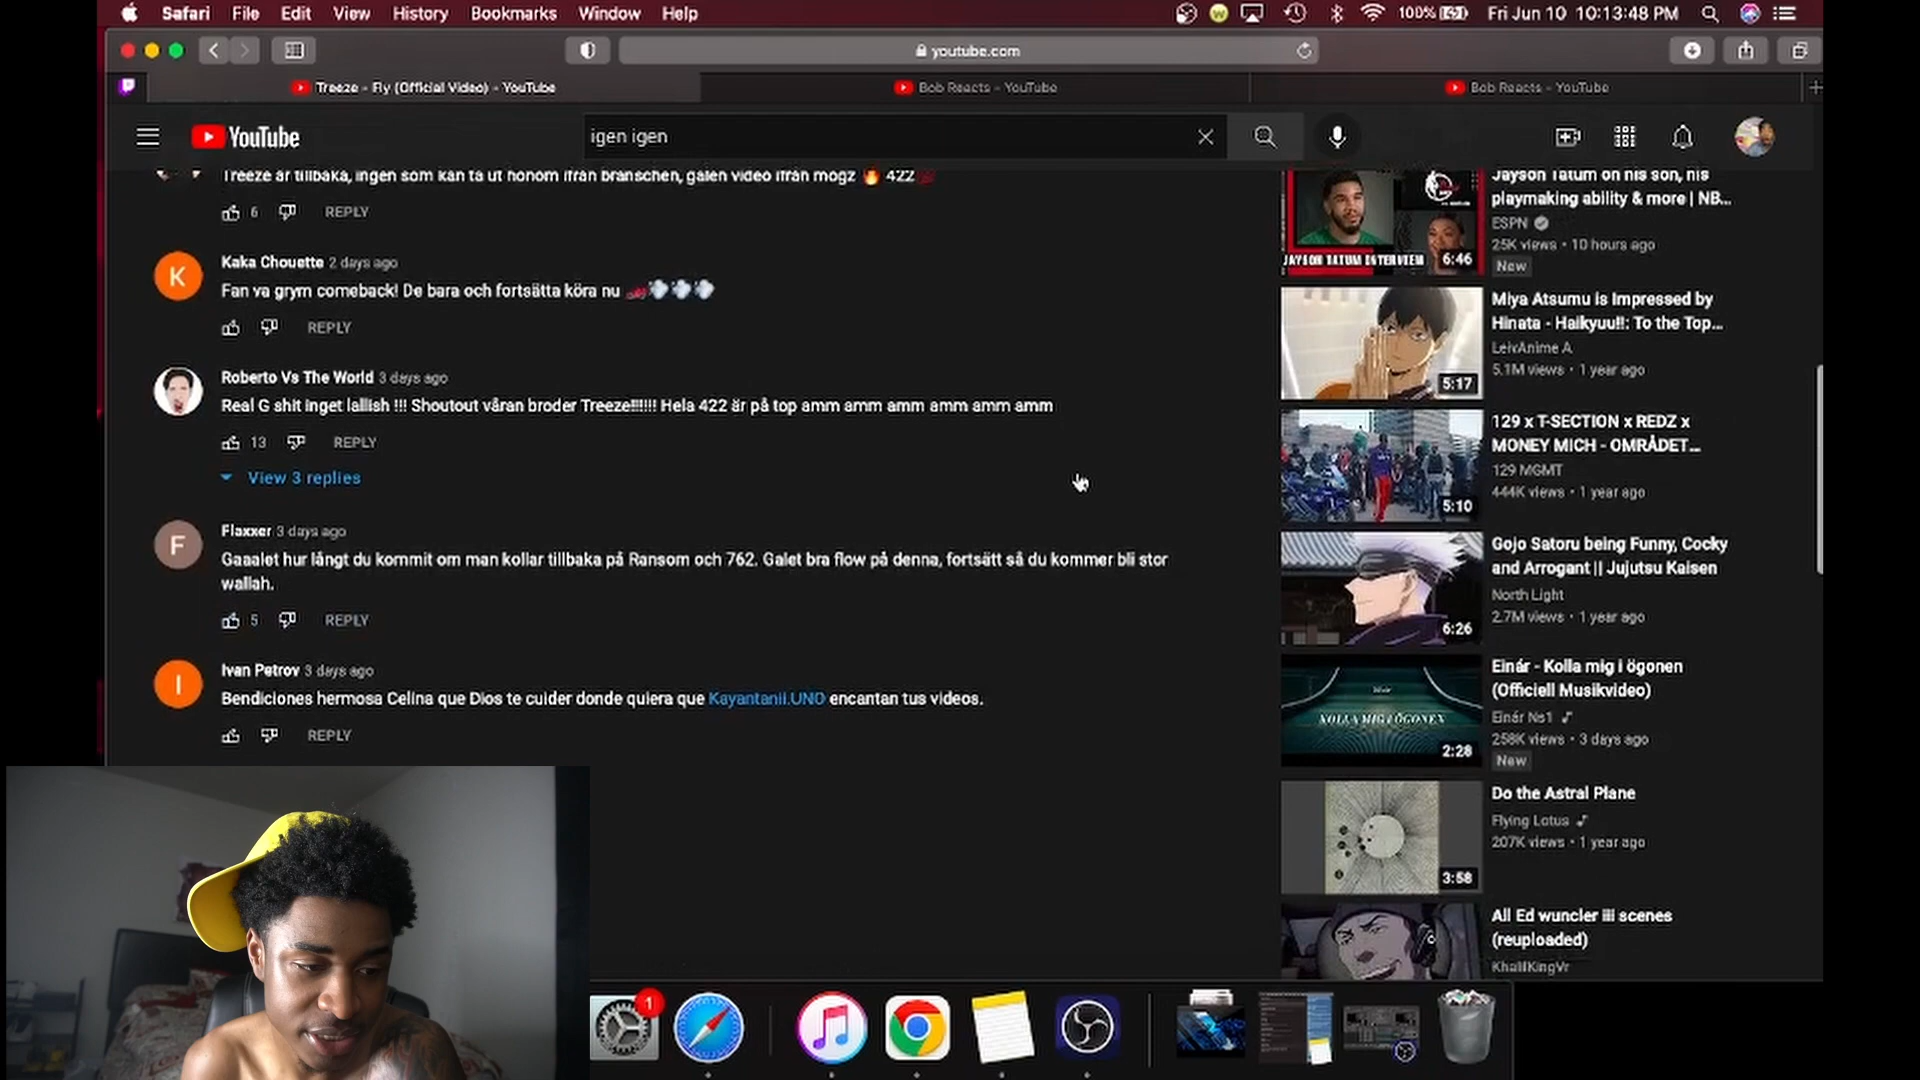 Safari File Edit View History Bookmarks Window Help
100% Fri Jun 10 10:13:48 PM
youtube.com
Treeze - Fly (Official Video) - YouTube
Bob Reacts - YouTube
Bob Reacts - YouTube
YouTube
igen igen
Treeze är tillbaka, ingen som kan ta ut honom ifrån branschen, galen video ifrån mogz 🔥 422
6 REPLY
Kaka Chouette 2 days ago
Fan va grym comeback! De bara och fortsätta köra nu 🏎️💨💨💨
REPLY
Roberto Vs The World 3 days ago
Real G shit inget lallish !!! Shoutout våran broder Treeze!!!!!! Hela 422 är på top amm amm amm amm amm amm
13 REPLY
View 3 replies
F
Flaxxer 3 days ago
Gaaalet hur långt du kommit om man kollar tillbaka på Ransom och 762. Galet bra flow på denna, fortsätt så du kommer bli stor
wallah.
5 REPLY
I
Ivan Petrov 3 days ago
Bendiciones hermosa Celina que Dios te cuider donde quiera que Kayantanii.UNO encantan tus videos.
REPLY
K
Jayson Tatum on his son, his
playmaking ability & more | NB...
ESPN
25K views • 10 hours ago
New
JAYSON TATUM INTERVIEW
6:46
Miya Atsumu is Impressed by
Hinata - Haikyuu!!: To the Top...
LeivAnime A
5.1M views • 1 year ago
5:17
129 x T-SECTION x REDZ x
MONEY MICH - OMRÅDET...
129 MGMT
444K views • 1 year ago
5:10
Gojo Satoru being Funny, Cocky
and Arrogant || Jujutsu Kaisen
North Light
2.7M views • 1 year ago
6:26
Einár - Kolla mig i ögonen
(Officiell Musikvideo)
Einár Ns1
258K views • 3 days ago
New
KOLLA MIG I ÖGONEN
2:28
Do the Astral Plane
Flying Lotus
207K views • 1 year ago
3:58
All Ed wuncler iii scenes
(reuploaded)
KhalilKingVr
1